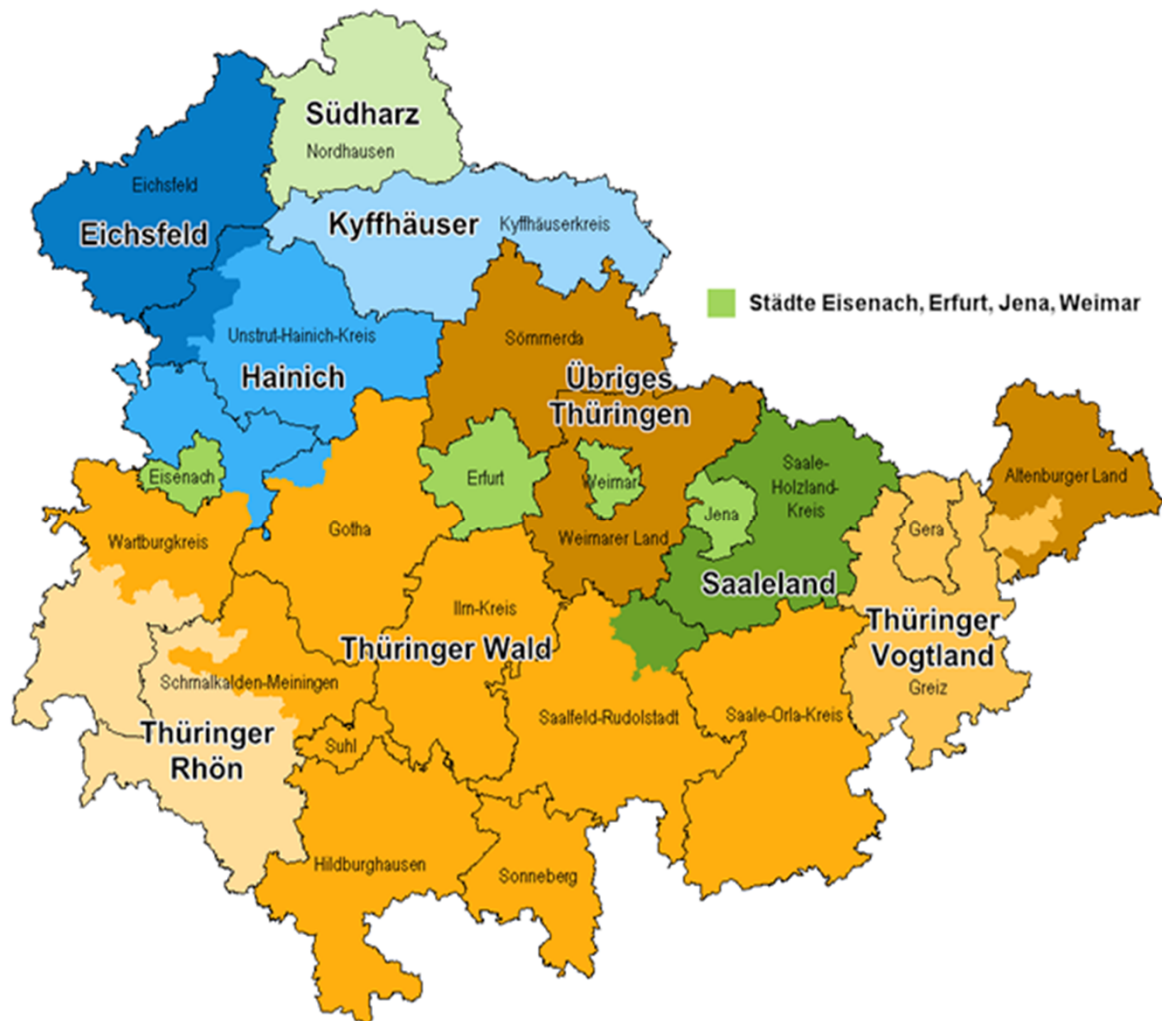 Südharz
Nordhausen
Eichsfeld
Eichsfeld
Kyffhäuser
Kyffhäuserkreis
Städte Eisenach, Erfurt, Jena, Weimar
Unstrut-Hainich-Kreis
Hainich
Sömmerda
Übriges
Thüringen
Eisenach
Erfurt
Weimar
Jena
Saale-
Holzland-
Kreis
Altenburger Land
Wartburgkreis
Gotha
Weimarer Land
Gera
Saaleland
Ilm-Kreis
Thüringer Wald
Thüringer
Vogtland
Greiz
Schmalkalden-Meiningen
Thüringer
Rhön
Suhl
Saalfeld-Rudolstadt
Saale-Orla-Kreis
Hildburghausen
Sonneberg